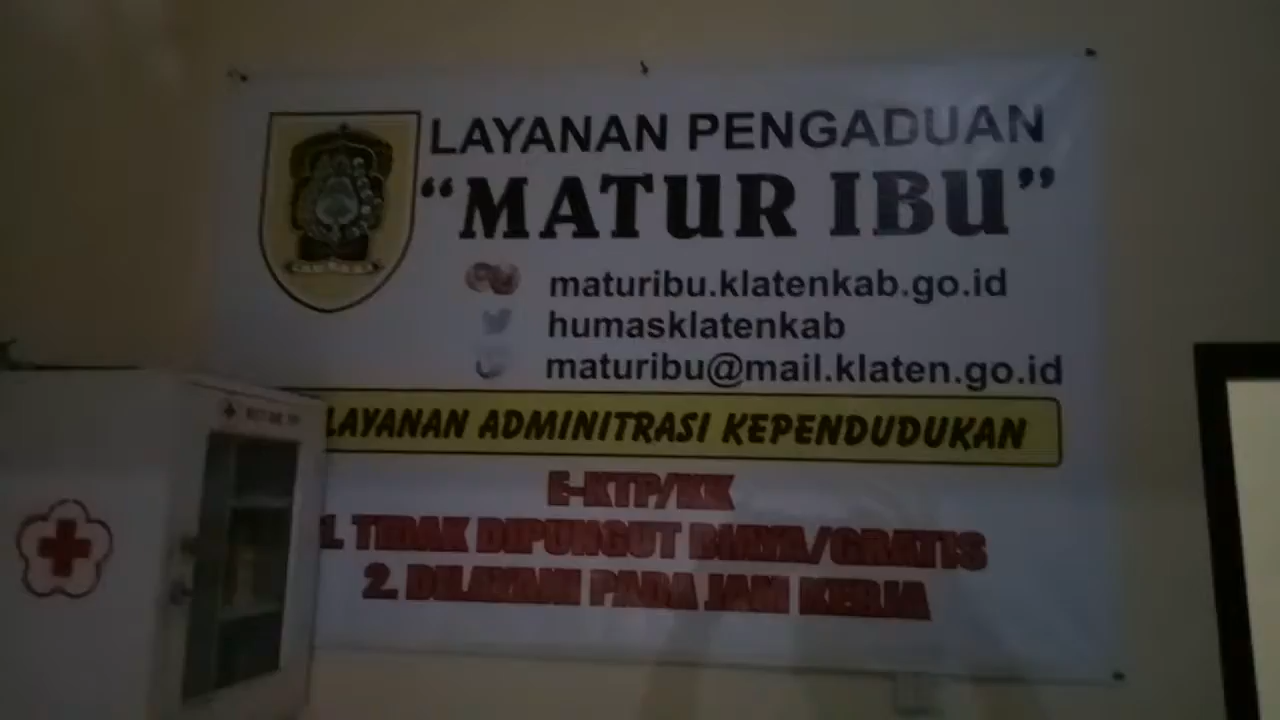 LAYANAN PENGADUAN
“MATUR IBU”
maturibu.klatenkab.go.id
humasklatenkab
maturibu@mail.klaten.go.id
LAYANAN ADMINITRASI KEPENDUDUKAN
E-KTP/KK
1. TIDAK DIPUNGUT BIAYA/GRATIS
2. DILAYANI PADA JAM KERJA